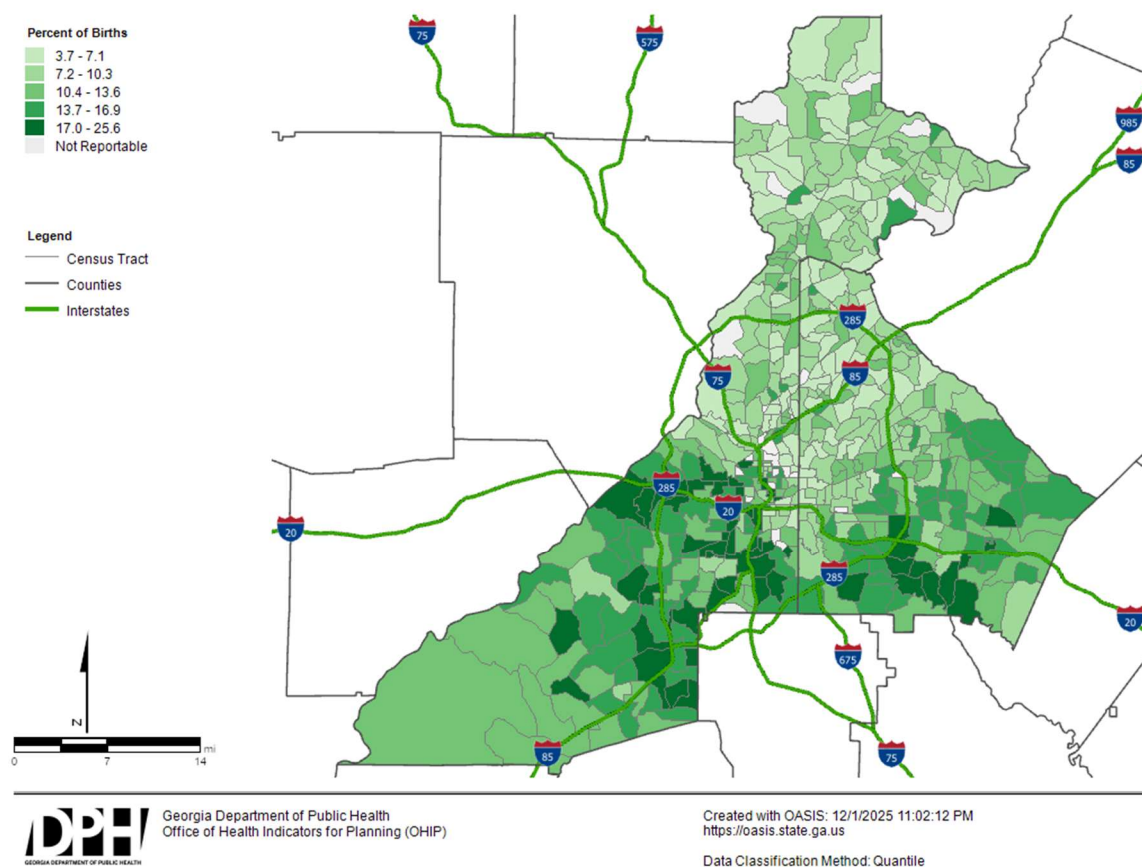 Percent of Births
3.7 - 7.1
7.2 - 10.3
10.4 - 13.6
13.7 - 16.9
17.0 - 25.6
Not Reportable
Legend
Census Tract
Counties
Interstates
75
575
985
85
285
75
85
285
20
20
285
20
675
85
75
N
0 7 14 mi
DPH
GEORGIA DEPARTMENT OF PUBLIC HEALTH
Georgia Department of Public Health
Office of Health Indicators for Planning (OHIP)
Created with OASIS: 12/1/2025 11:02:12 PM
https://oasis.state.ga.us
Data Classification Method: Quantile